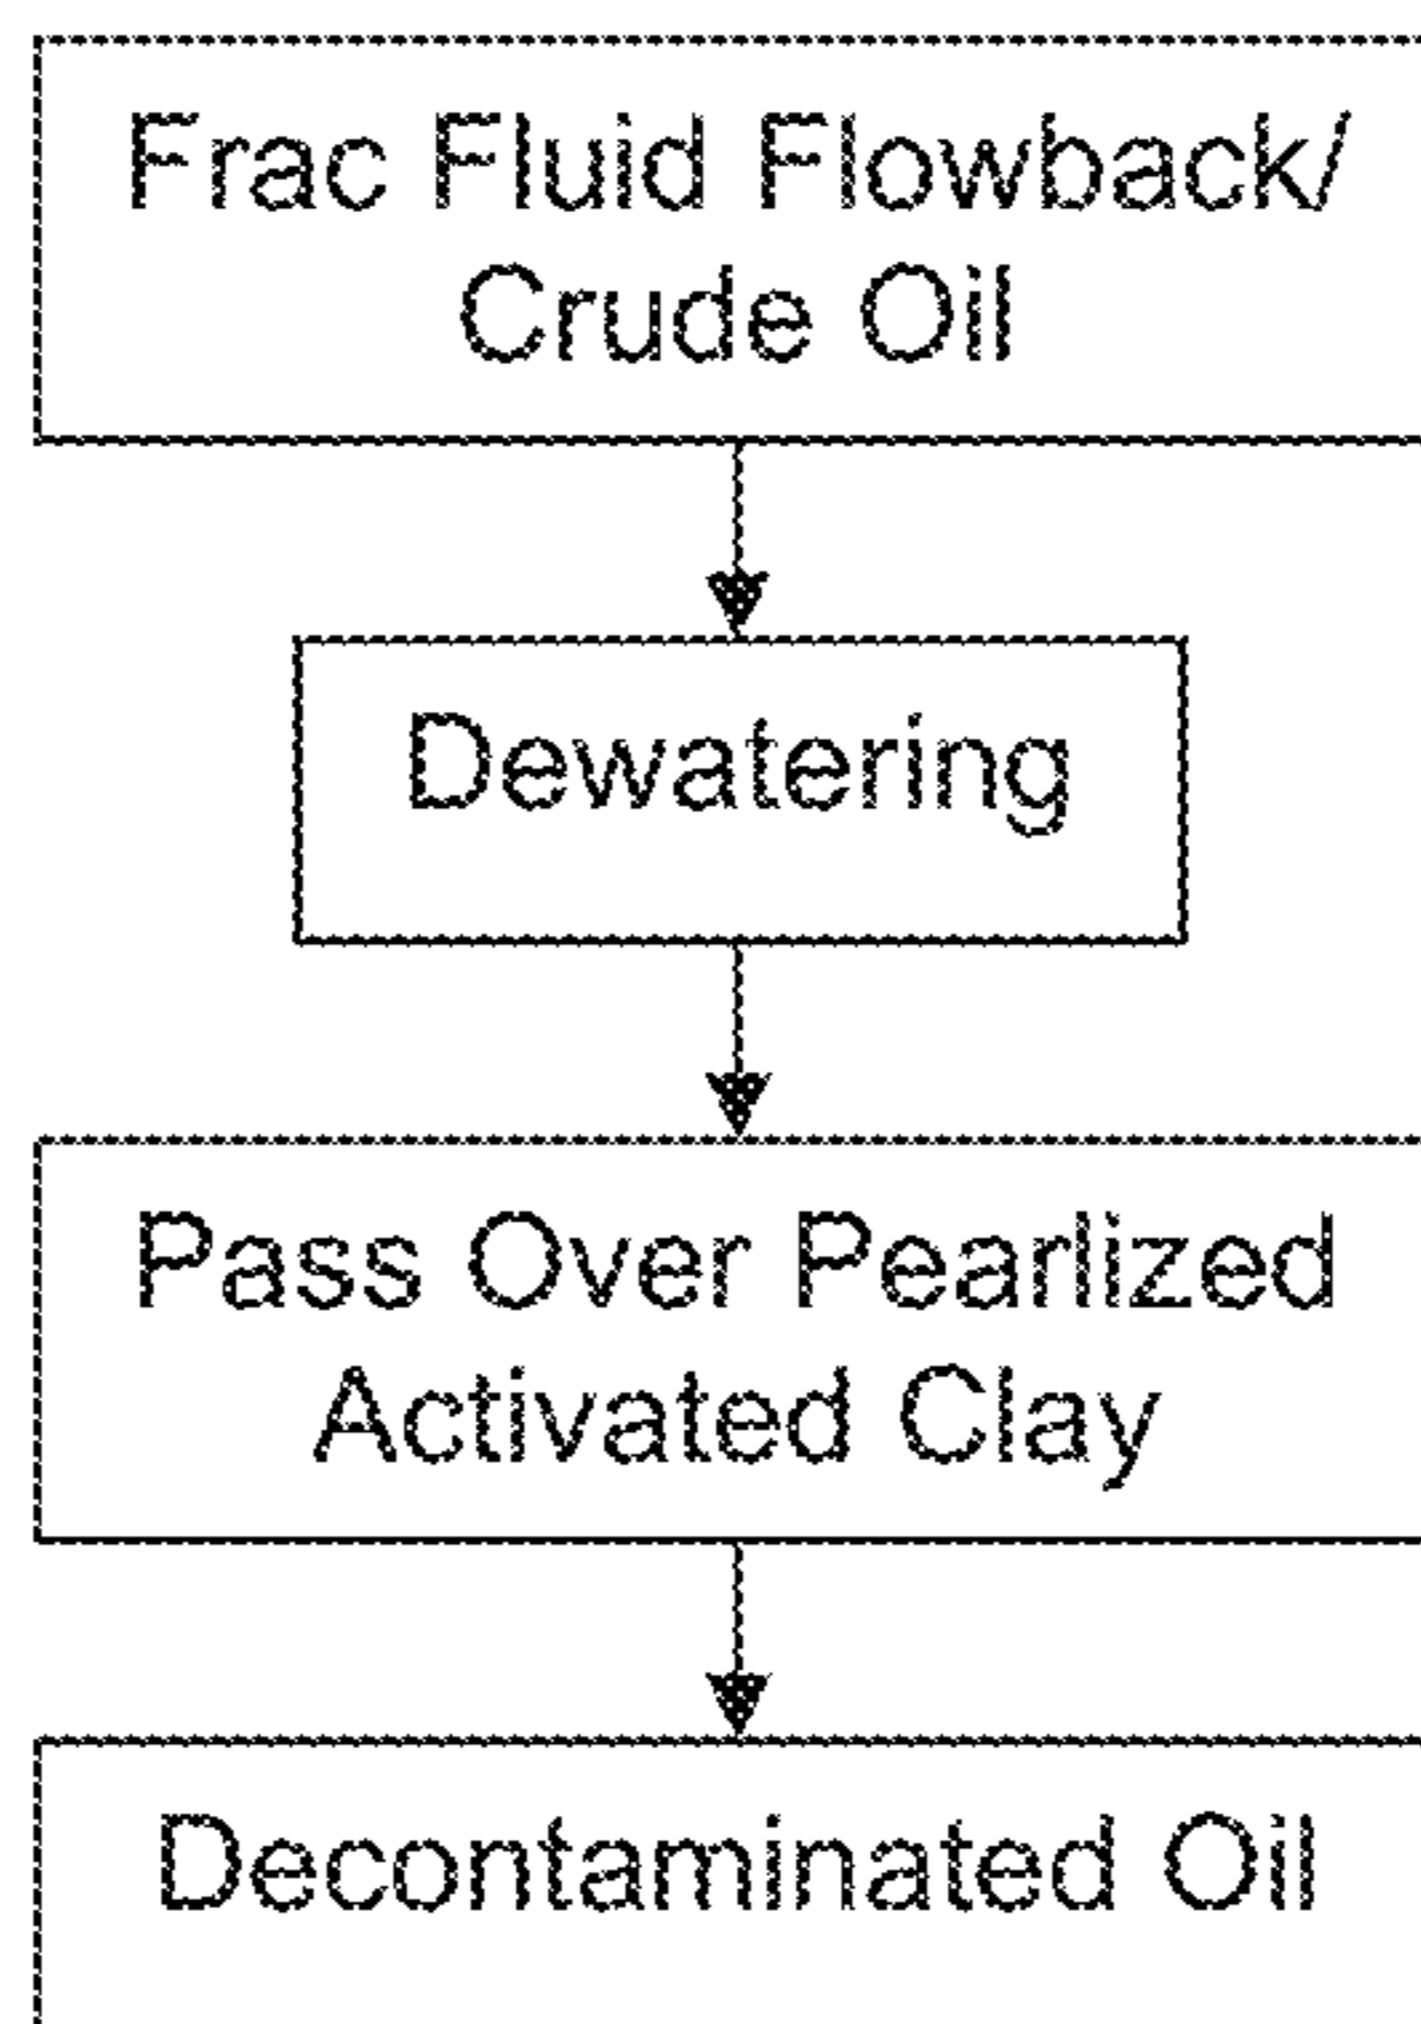 Frac Fluid Flowback/
Crude Oil
Dewatering
Pass Over Pearlized
Activated Clay
Decontaminated Oil